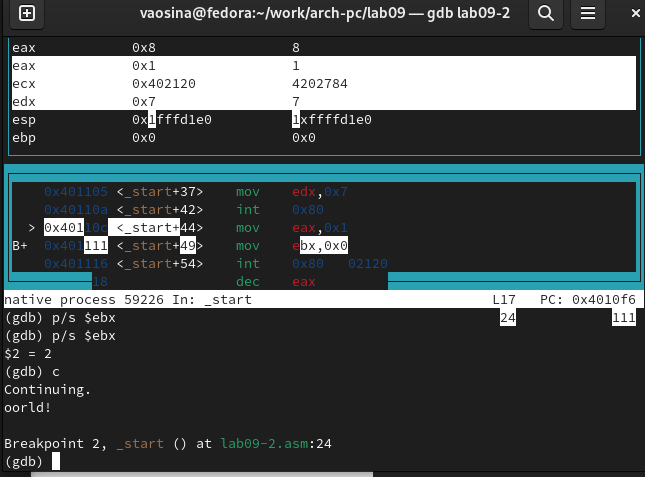 vaosina@fedora:~/work/arch-pc/lab09 — gdb lab09-2
eax 0x8 8
eax 0x1 1
ecx 0x402120 4202784
edx 0x7 7
esp 0x1fffd1e0 1xffffd1e0
ebp 0x0 0x0
0x401105 <_start+37> mov edx,0x7
0x40110a <_start+42> int 0x80
> 0x40110c <_start+44> mov eax,0x1
B+ 0x401111 <_start+49> mov ebx,0x0
0x401116 <_start+54> int 0x80 02120
18 dec eax
native process 59226 In: _start L17 PC: 0x4010f6
(gdb) p/s $ebx 24 111
(gdb) p/s $ebx
$2 = 2
(gdb) c
Continuing.
oorld!
Breakpoint 2, _start () at lab09-2.asm:24
(gdb)